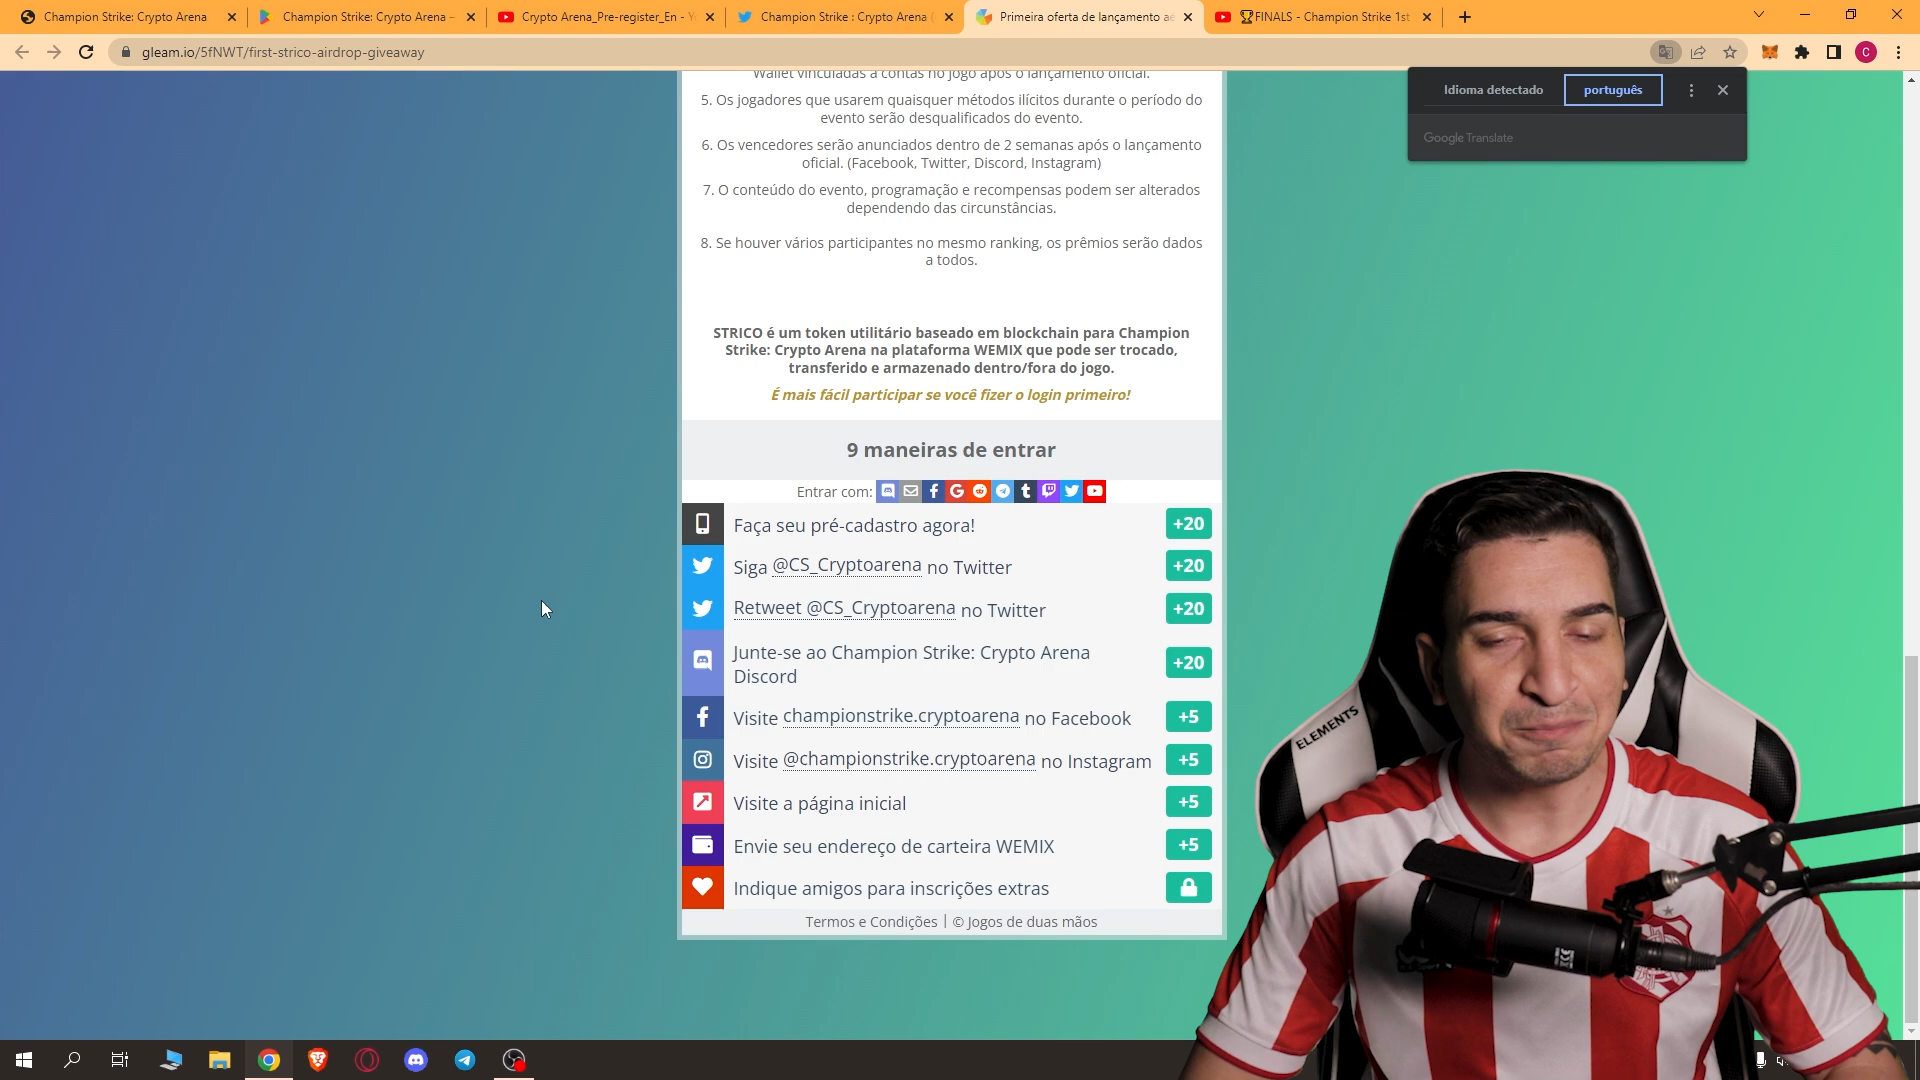 Champion Strike: Crypto Arena
Champion Strike: Crypto Arena –
Crypto Arena_Pre-register_En - Y
Champion Strike : Crypto Arena (
Primeira oferta de lançamento aé
🏆FINALS - Champion Strike 1st
gleam.io/5fNWT/first-strico-airdrop-giveaway
C
Idioma detectado
português
Google Translate
Wallet vinculadas a contas no jogo após o lançamento oficial.
5. Os jogadores que usarem quaisquer métodos ilícitos durante o período do
evento serão desqualificados do evento.
6. Os vencedores serão anunciados dentro de 2 semanas após o lançamento
oficial. (Facebook, Twitter, Discord, Instagram)
7. O conteúdo do evento, programação e recompensas podem ser alterados
dependendo das circunstâncias.
8. Se houver vários participantes no mesmo ranking, os prêmios serão dados
a todos.
STRICO é um token utilitário baseado em blockchain para Champion
Strike: Crypto Arena na plataforma WEMIX que pode ser trocado,
transferido e armazenado dentro/fora do jogo.
É mais fácil participar se você fizer o login primeiro!
9 maneiras de entrar
Entrar com:
Faça seu pré-cadastro agora! +20
Siga @CS_Cryptoarena no Twitter +20
Retweet @CS_Cryptoarena no Twitter +20
Junte-se ao Champion Strike: Crypto Arena
Discord +20
Visite championstrike.cryptoarena no Facebook +5
Visite @championstrike.cryptoarena no Instagram +5
Visite a página inicial +5
Envie seu endereço de carteira WEMIX +5
Indique amigos para inscrições extras
Termos e Condições | © Jogos de duas mãos
ELEMENTS